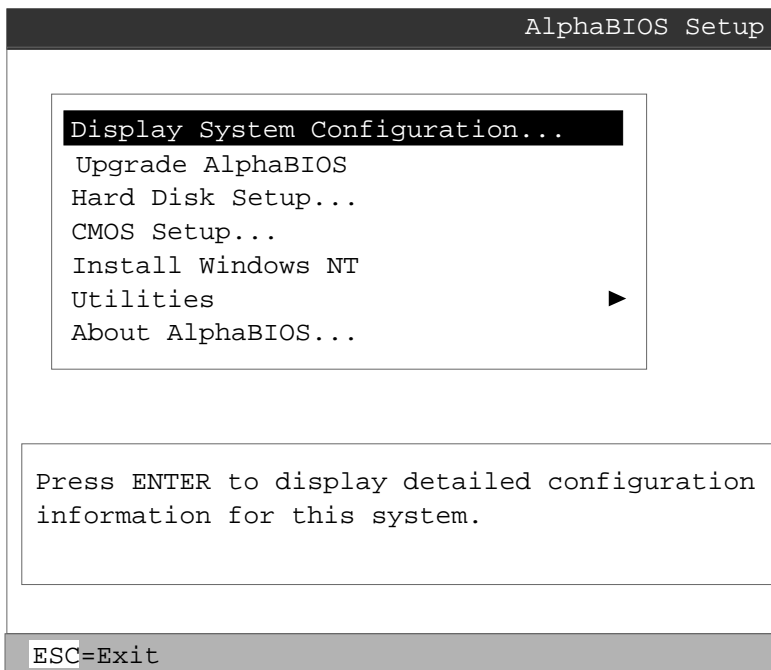 AlphaBIOS Setup
Display System Configuration...
Upgrade AlphaBIOS
Hard Disk Setup...
CMOS Setup...
Install Windows NT
Utilities
About AlphaBIOS...
Press ENTER to display detailed configuration
information for this system.
ESC=Exit